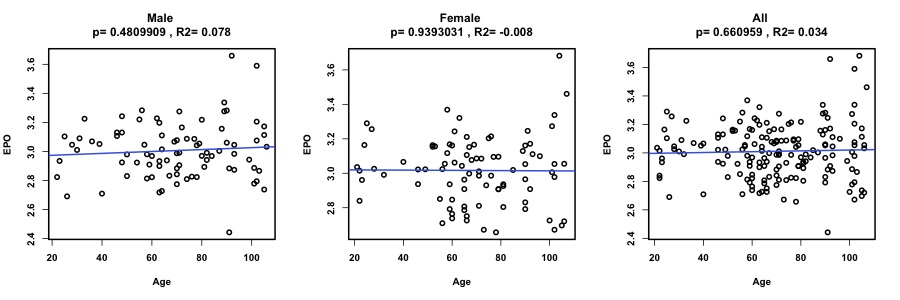 Male
p= 0.4809909 , R2= 0.078
EPO
3.6
3.4
3.2
3.0
2.8
2.6
2.4
20 40 60 80 100
Age
Female
p= 0.9393031 , R2= -0.008
EPO
3.6
3.4
3.2
3.0
2.8
20 40 60 80 100
Age
All
p= 0.660959 , R2= 0.034
EPO
3.6
3.4
3.2
3.0
2.8
2.6
2.4
20 40 60 80 100
Age